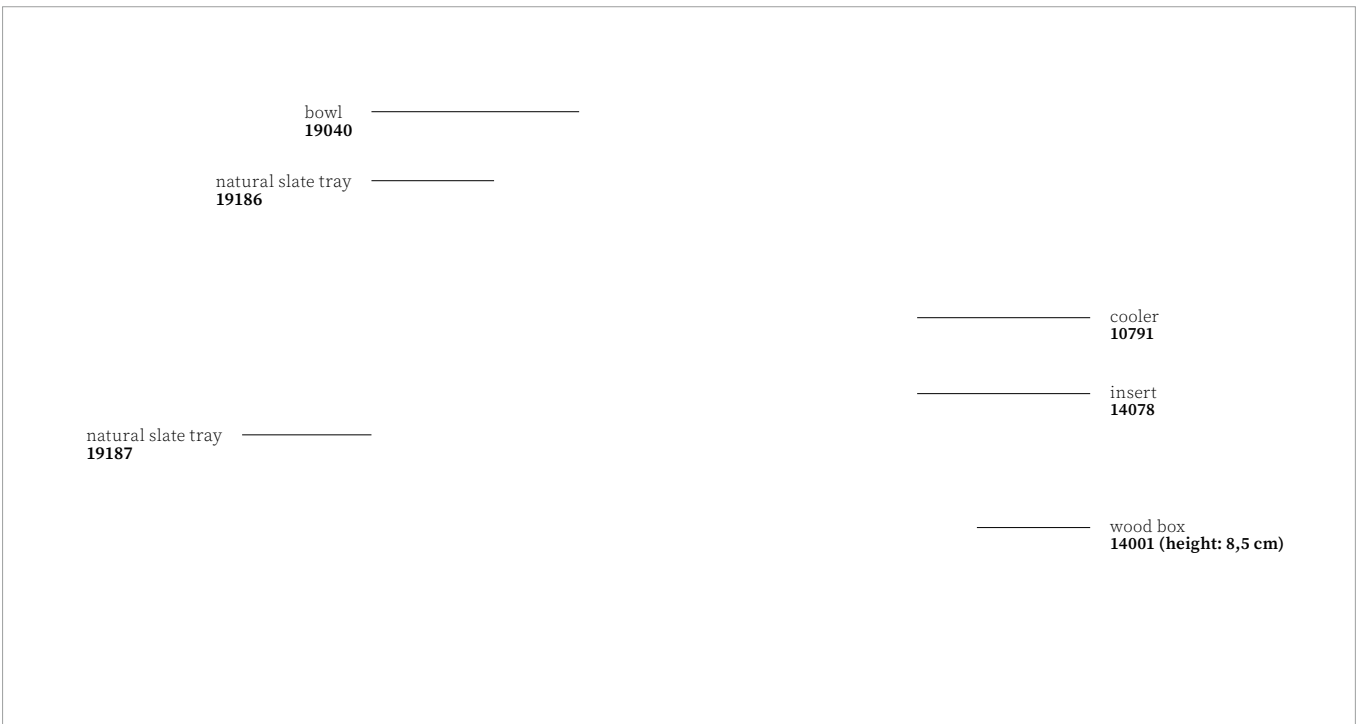 bowl
19040
natural slate tray
19186
cooler
10791
insert
14078
natural slate tray
19187
wood box
14001 (height: 8,5 cm)